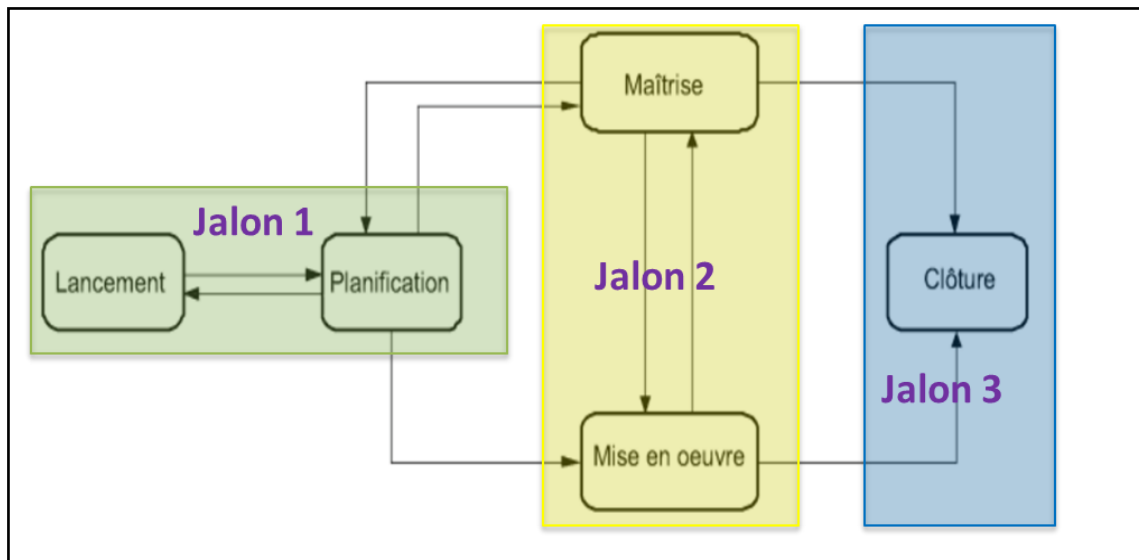 Maîtrise
Jalon 1
Lancement
Planification
Jalon 2
Clôture
Jalon 3
Mise en oeuvre